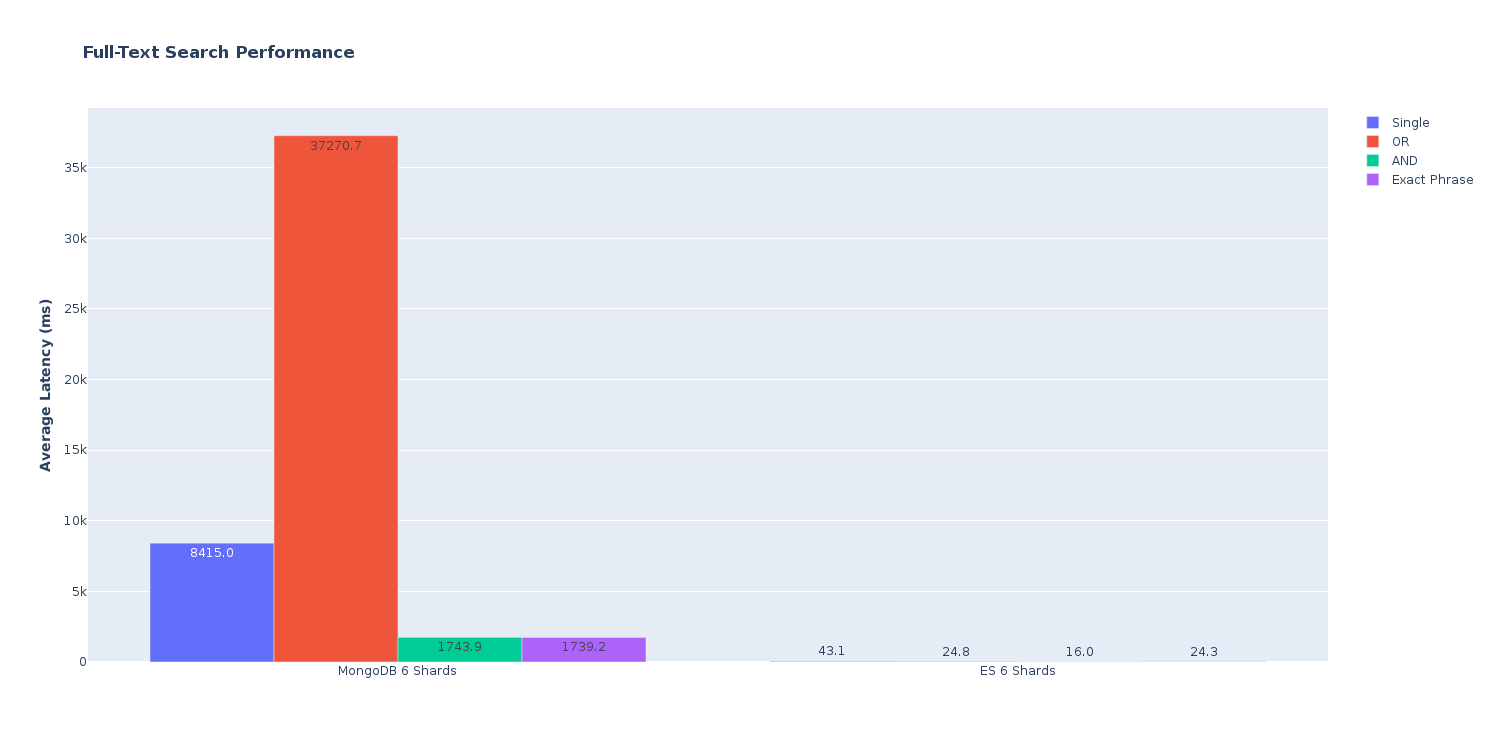 Full-Text Search Performance
Single
OR
AND
Exact Phrase
Average Latency (ms)
35k
30k
25k
20k
15k
10k
5k
0
37270.7
8415.0
1743.9
1739.2
43.1
24.8
16.0
24.3
MongoDB 6 Shards
ES 6 Shards